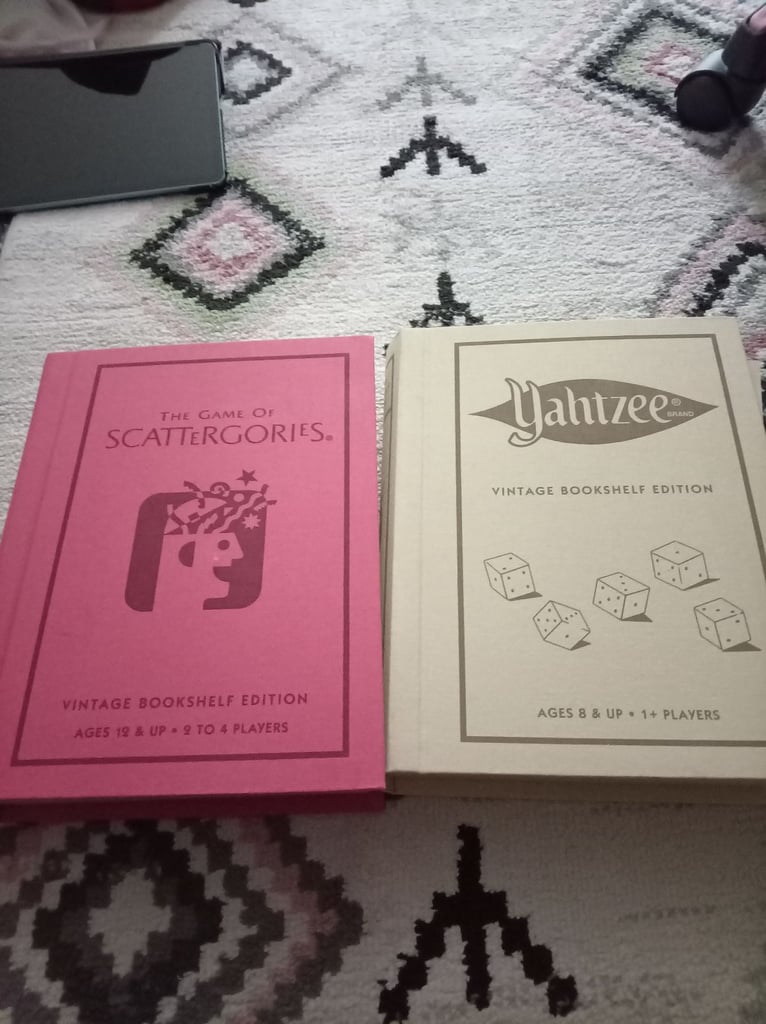 THE GAME OF
SCATTERGORIES®
VINTAGE BOOKSHELF EDITION
AGES 12 & UP • 2 TO 4 PLAYERS
Yahtzee® BRAND
VINTAGE BOOKSHELF EDITION
AGES 8 & UP • 1+ PLAYERS